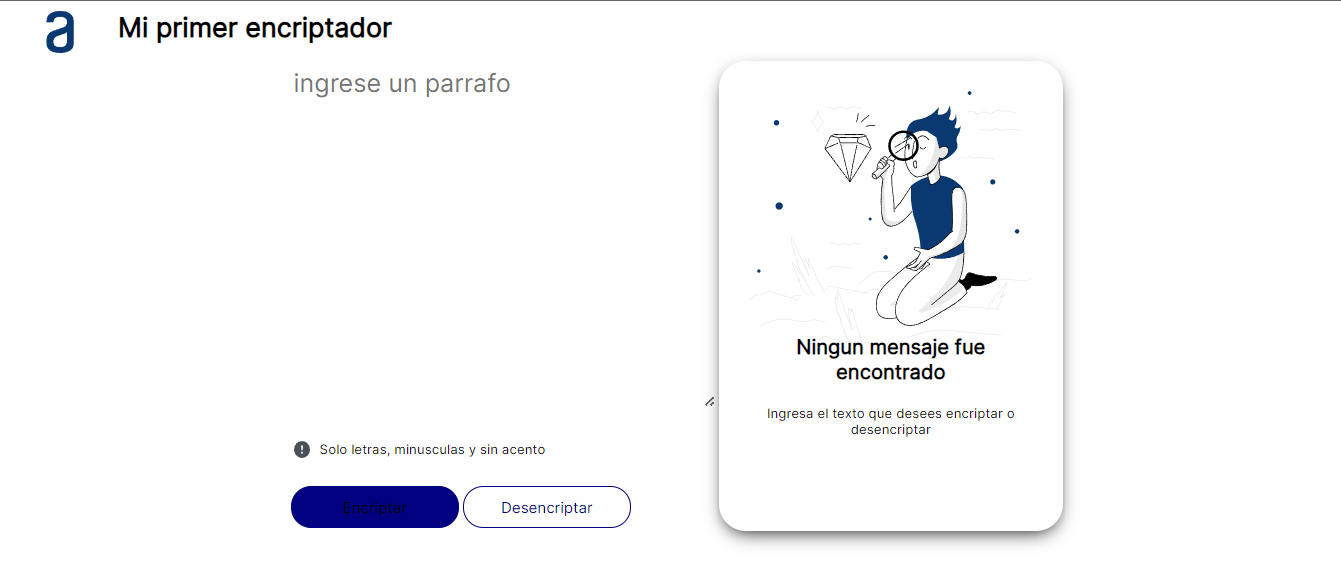 a
Mi primer encriptador
ingrese un parrafo
Ningun mensaje fue
encontrado
Ingresa el texto que desees encriptar o
desencriptar
! Solo letras, minusculas y sin acento
Encriptar
Desencriptar